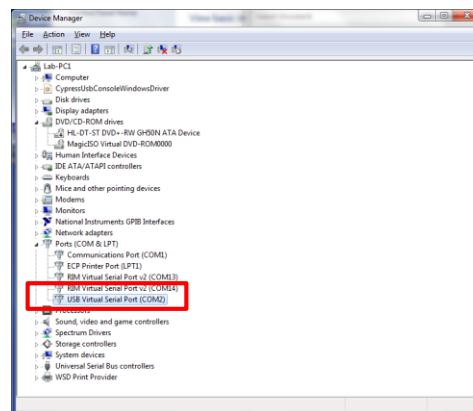 Device Manager
File Action View Help
Lab-PC1
Computer
CypressUsbConsoleWindowsDriver
Disk drives
Display adapters
DVD/CD-ROM drives
HL-DT-ST DVD+-RW GH50N ATA Device
MagicISO Virtual DVD-ROM0000
Human Interface Devices
IDE ATA/ATAPI controllers
Keyboards
Mice and other pointing devices
Modems
Monitors
National Instruments GPIB Interfaces
Network adapters
Ports (COM & LPT)
Communications Port (COM1)
ECP Printer Port (LPT1)
RIM Virtual Serial Port v2 (COM13)
RIM Virtual Serial Port v2 (COM14)
USB Virtual Serial Port (COM2)
Processors
Sound, video and game controllers
Spectrum Drivers
Storage controllers
System devices
Universal Serial Bus controllers
WSD Print Provider